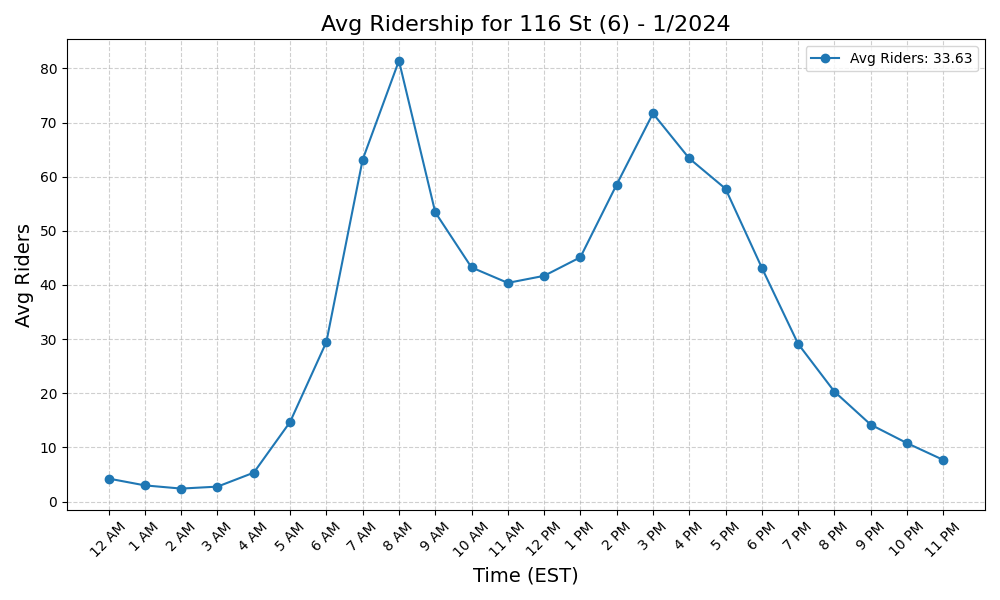 Avg Ridership for 116 St (6) - 1/2024
Avg Riders: 33.63
Avg Riders
80
70
60
50
40
30
20
10
0
12 AM
1 AM
2 AM
3 AM
4 AM
5 AM
6 AM
7 AM
8 AM
9 AM
10 AM
11 AM
12 PM
1 PM
2 PM
3 PM
4 PM
5 PM
6 PM
7 PM
8 PM
9 PM
10 PM
11 PM
Time (EST)